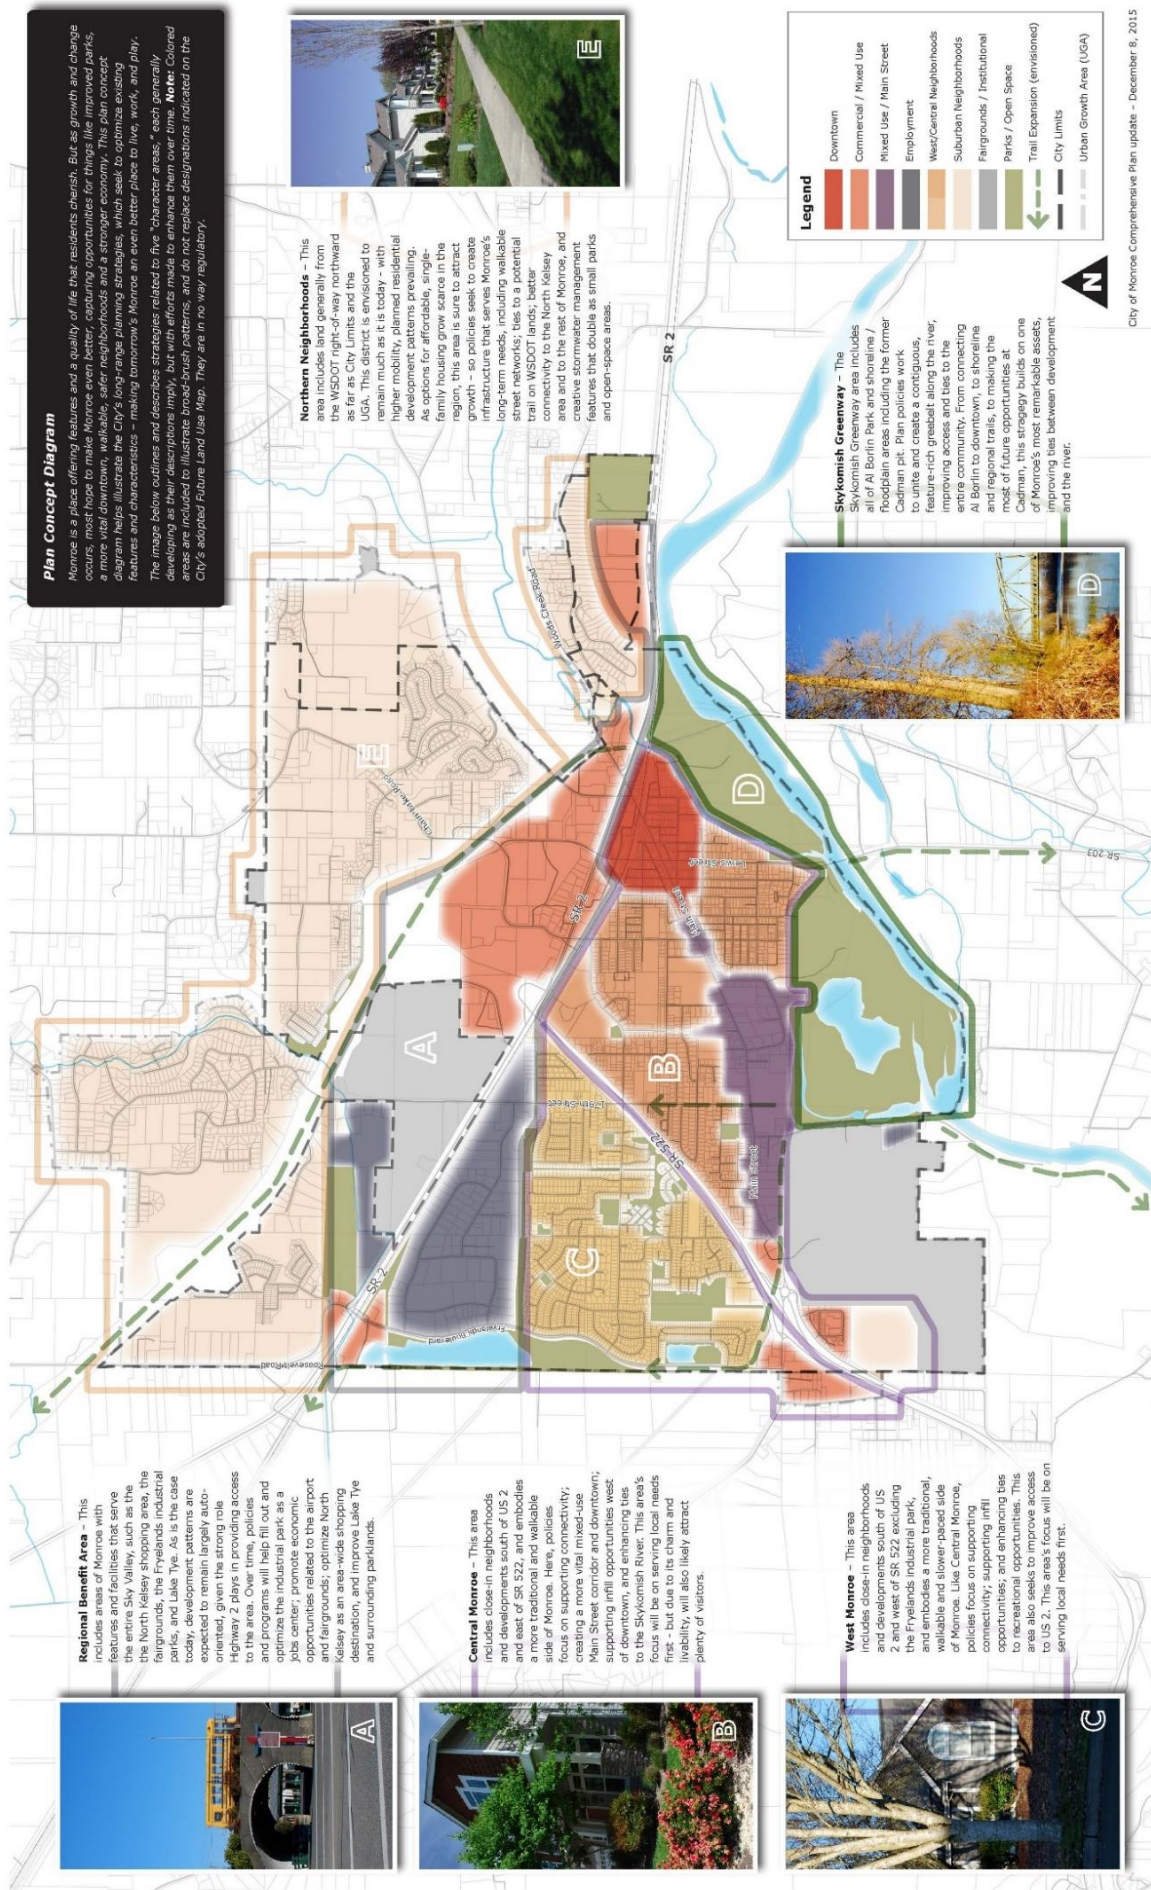 Plan Concept Diagram
Monroe is a place offering features and a quality of life that residents cherish. But as growth and change
occurs, most hope to make Monroe even better, capturing opportunities for things like improved parks,
a more vital downtown, walkable, safer neighborhoods and a stronger economy. This plan concept
diagram helps illustrate the City's long-range planning strategies, which seek to optimize existing
features and characteristics – making tomorrow's Monroe an even better place to live, work, and play.
The image below outlines and describes strategies related to five "character areas," each generally
developing as their descriptions imply, but with efforts made to enhance them over time. Note: Colored
areas are included to illustrate broad-brush patterns, and do not replace designations indicated on the
City's adopted Future Land Use Map. They are in no way regulatory.
Regional Benefit Area – This
includes areas of Monroe with
features and facilities that serve
the entire Sky Valley, such as the
the North Kelsey shopping area, the
fairgrounds, the Fryelands industrial
parks, and Lake Tye. As is the case
today, development patterns are
expected to remain largely auto-
oriented, given the strong role
Highway 2 plays in providing access
to the area. Over time, policies
and programs will help fill out and
optimize the industrial park as a
jobs center; promote economic
opportunities related to the airport
and fairgrounds; optimize North
Kelsey as an area-wide shopping
destination, and improve Lake Tye
and surrounding parklands.
A
Central Monroe – This area
includes close-in neighborhoods
and developments south of US 2
and east of SR 522, and embodies
a more traditional and walkable
side of Monroe. Here, policies
focus on supporting connectivity;
creating a more vital mixed-use
Main Street corridor and downtown;
supporting infill opportunities west
of downtown, and enhancing ties
to the Skykomish River. This area's
focus will be on serving local needs
first - but due to its charm and
livability, will also likely attract
plenty of visitors.
B
West Monroe – This area
includes close-in neighborhoods
and developments south of US
2 and west of SR 522 excluding
the Fryelands industrial park,
and embodies a more traditional,
walkable and slower-paced side
of Monroe. Like Central Monroe,
policies focus on supporting
connectivity; supporting infill
opportunities; and enhancing ties
to recreational opportunities. This
area also seeks to improve access
to US 2. This area's focus will be on
serving local needs first.
C
Northern Neighborhoods – This
area includes land generally from
the WSDOT right-of-way northward
as far as City Limits and the
UGA. This district is envisioned to
remain much as it is today - with
higher mobility, planned residential
development patterns prevailing.
As options for affordable, single-
family housing grow scarce in the
region, this area is sure to attract
growth – so policies seek to create
infrastructure that serves Monroe's
long-term needs, including walkable
street networks; ties to a potential
trail on WSDOT lands; better
connectivity to the North Kelsey
area and to the rest of Monroe, and
creative stormwater management
features that double as small parks
and open-space areas.
E
Skykomish Greenway – The
Skykomish Greenway area includes
all of Al Borlin Park and shoreline /
floodplain areas including the former
Cadman pit. Plan policies work
to unite and create a contiguous,
feature-rich greenbelt along the river,
improving access and ties to the
entire community. From connecting
Al Borlin to downtown, to shoreline
and regional trails, to making the
most of future opportunities at
Cadman, this stragegy builds on one
of Monroe's most remarkable assets,
improving ties between development
and the river.
D
E
A
B
C
D
Chain Lake Road
Woods Creek Road
Roosevelt Road
Fryelands Boulevard
SR-2
SR-2
SR 2
179th Street
SR-522
Main Street
Main Street
Lewis Street
SR 203
Legend
Downtown
Commercial / Mixed Use
Mixed Use / Main Street
Employment
West/Central Neighborhoods
Suburban Neighborhoods
Fairgrounds / Institutional
Parks / Open Space
Trail Expansion (envisioned)
City Limits
Urban Growth Area (UGA)
N
City of Monroe Comprehensive Plan update – December 8, 2015